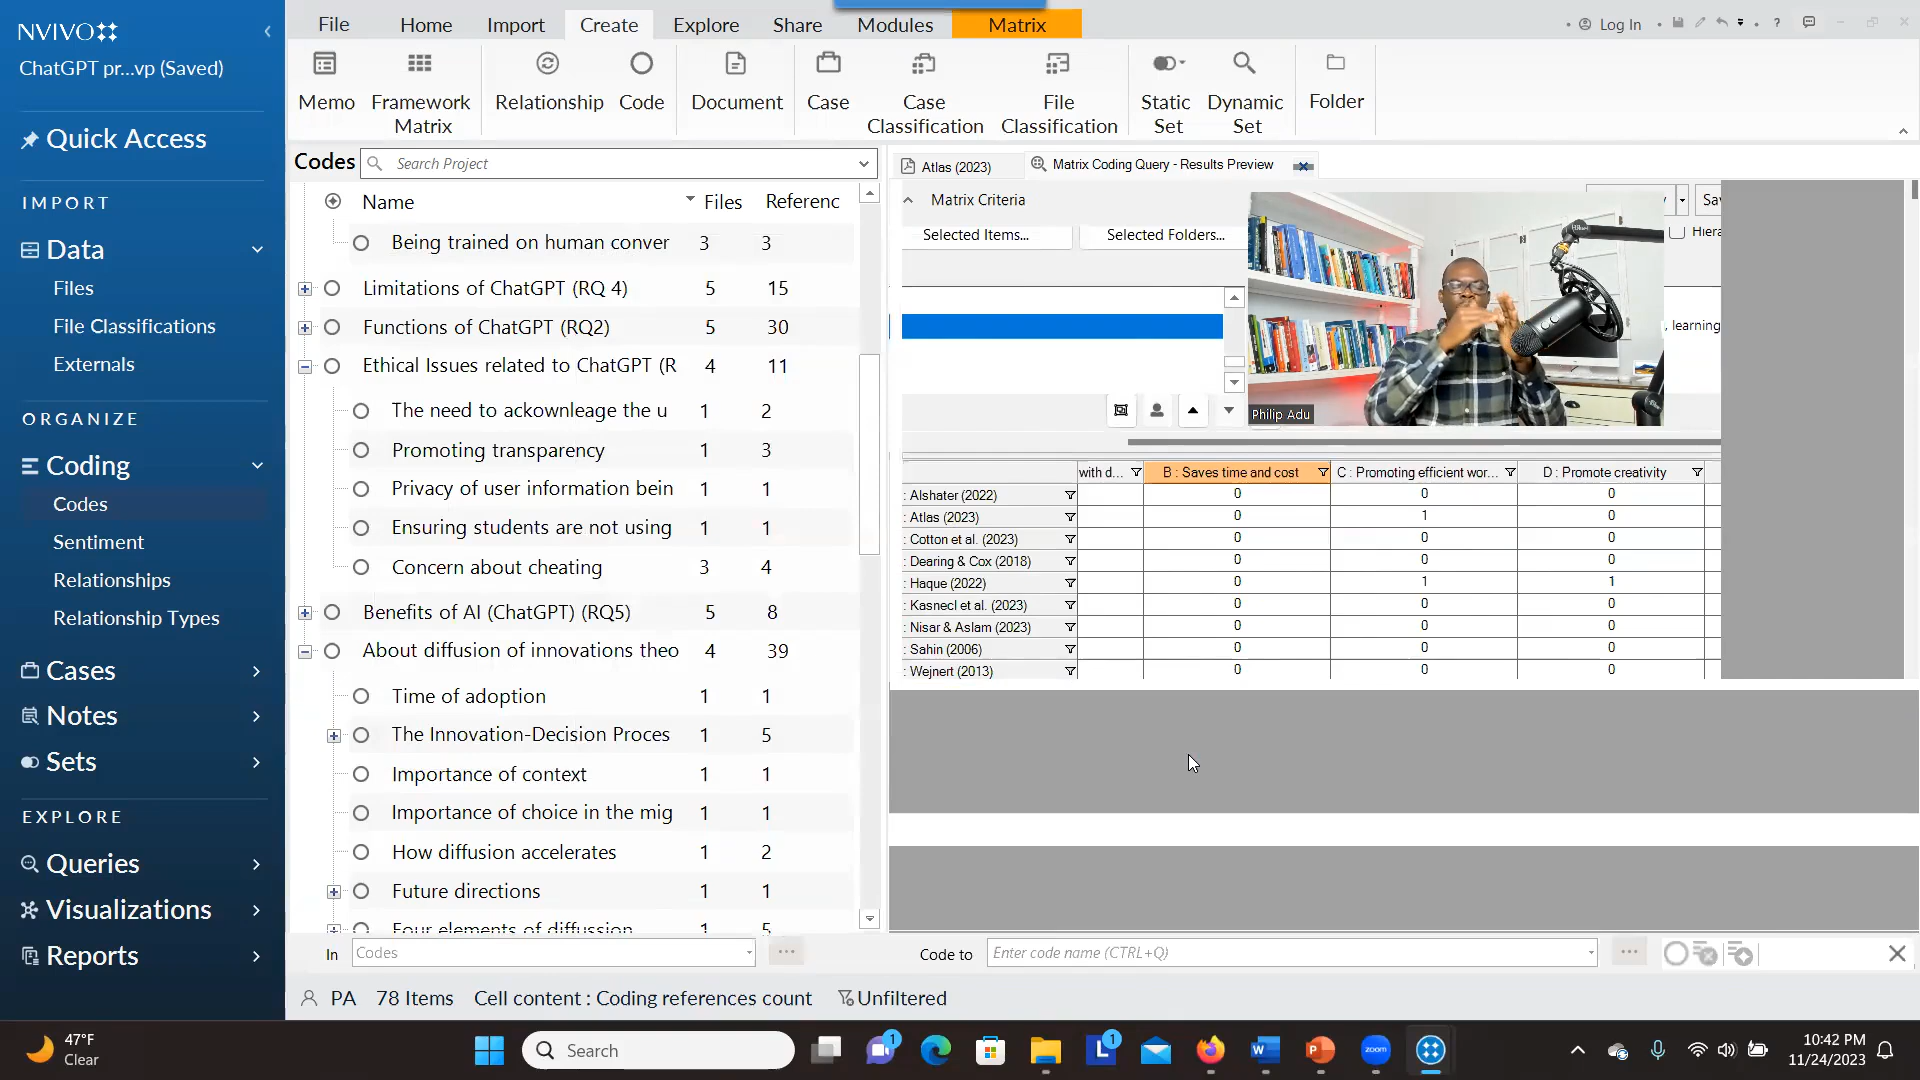 NVIVO
ChatGPT pr...vp (Saved)
Quick Access
IMPORT
Data
Files
File Classifications
Externals
ORGANIZE
Coding
Codes
Sentiment
Relationships
Relationship Types
Cases
Notes
Sets
EXPLORE
Queries
Visualizations
Reports
File Home Import Create Explore Share Modules Matrix
Log In
Memo
Framework Matrix
Relationship
Code
Document
Case
Case Classification
File Classification
Static Set
Dynamic Set
Folder
Codes Search Project
Name Files Referenc
Being trained on human conver 3 3
Limitations of ChatGPT (RQ 4) 5 15
Functions of ChatGPT (RQ2) 5 30
Ethical Issues related to ChatGPT (R 4 11
The need to ackownleage the u 1 2
Promoting transparency 1 3
Privacy of user information bein 1 1
Ensuring students are not using 1 1
Concern about cheating 3 4
Benefits of AI (ChatGPT) (RQ5) 5 8
About diffusion of innovations theo 4 39
Time of adoption 1 1
The Innovation-Decision Proces 1 5
Importance of context 1 1
Importance of choice in the mig 1 1
How diffusion accelerates 1 2
Future directions 1 1
Four elements of diffussion 1 5
In Codes ...
Atlas (2023) Matrix Coding Query - Results Preview
Matrix Criteria
Selected Items... Selected Folders...
Hiera
, learning
Philip Adu
with d... B : Saves time and cost C : Promoting efficient wor... D : Promote creativity
: Alshater (2022) 0 0 0
: Atlas (2023) 0 1 0
: Cotton et al. (2023) 0 0 0
: Dearing & Cox (2018) 0 0 0
: Haque (2022) 0 1 1
: Kasnecl et al. (2023) 0 0 0
: Nisar & Aslam (2023) 0 0 0
: Sahin (2006) 0 0 0
: Wejnert (2013) 0 0 0
Code to Enter code name (CTRL+Q) ...
PA 78 Items Cell content : Coding references count Unfiltered
47°F
Clear
Search
1
1
zoom
10:42 PM
11/24/2023